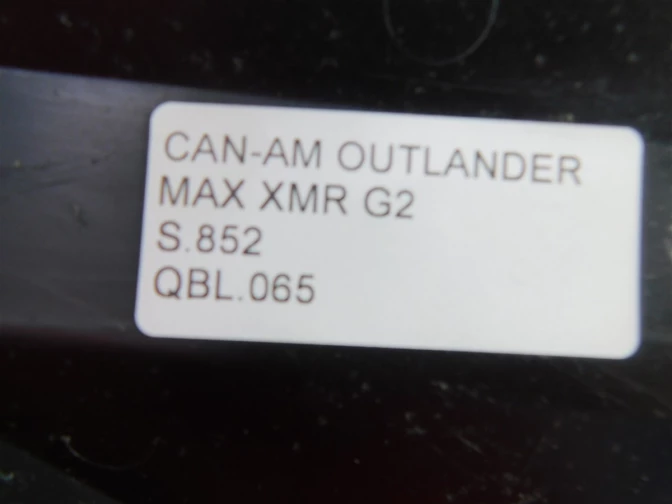 CAN-AM OUTLANDER
MAX XMR G2
S.852
QBL.065